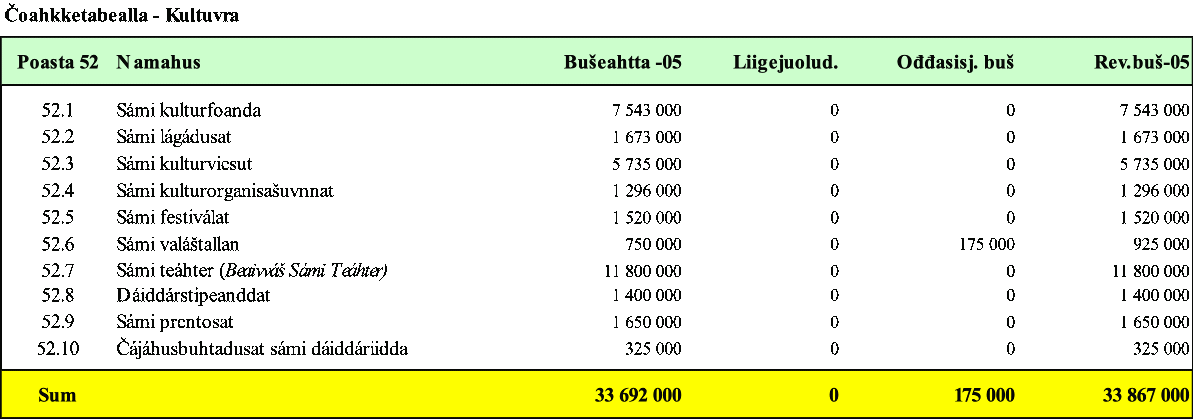 Čoahkketabealla - Kultuvra
Poasta 52 Namahus Bušeahtta -05 Liigejuolud. Ođđasisj. buš Rev.buš-05
52.1 Sámi kulturfoanda 7 543 000 0 0 7 543 000
52.2 Sámi lágádusat 1 673 000 0 0 1 673 000
52.3 Sámi kulturviesut 5 735 000 0 0 5 735 000
52.4 Sámi kulturorganisašuvnnat 1 296 000 0 0 1 296 000
52.5 Sámi festiválat 1 520 000 0 0 1 520 000
52.6 Sámi valáštallan 750 000 0 175 000 925 000
52.7 Sámi teáhter (Beaivváš Sámi Teáhter) 11 800 000 0 0 11 800 000
52.8 Dáiddárstipeanddat 1 400 000 0 0 1 400 000
52.9 Sámi prentosat 1 650 000 0 0 1 650 000
52.10 Čájáhusbuhtadusat sámi dáiddáriidda 325 000 0 0 325 000
Sum 33 692 000 0 175 000 33 867 000